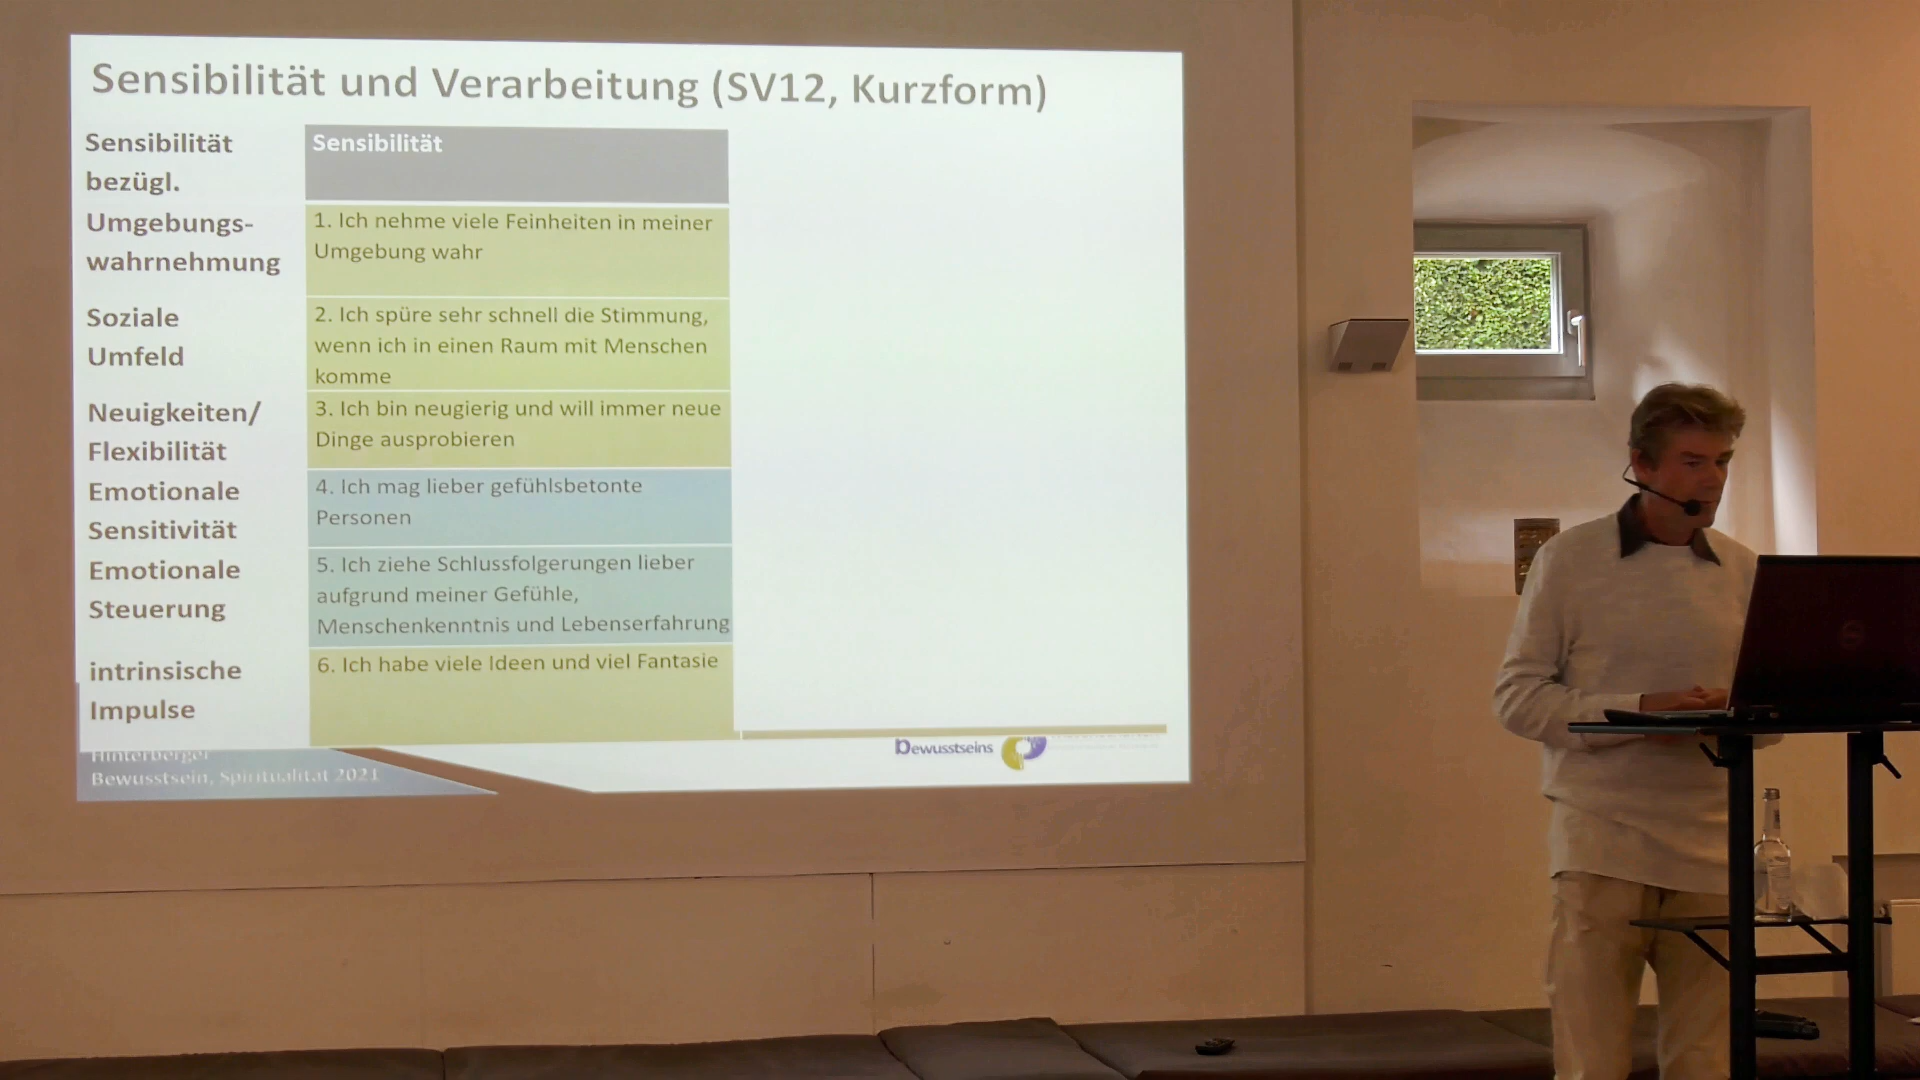 Sensibilität und Verarbeitung (SV12, Kurzform)
Sensibilität
bezügl.
Sensibilität
Umgebungs-
wahrnehmung
1. Ich nehme viele Feinheiten in meiner
Umgebung wahr
Soziale
Umfeld
2. Ich spüre sehr schnell die Stimmung,
wenn ich in einen Raum mit Menschen
komme
Neuigkeiten/
Flexibilität
3. Ich bin neugierig und will immer neue
Dinge ausprobieren
Emotionale
Sensitivität
4. Ich mag lieber gefühlsbetonte
Personen
Emotionale
Steuerung
5. Ich ziehe Schlussfolgerungen lieber
aufgrund meiner Gefühle,
Menschenkenntnis und Lebenserfahrung
intrinsische
Impulse
6. Ich habe viele Ideen und viel Fantasie
Hinterberger
Bewusstsein, Spiritualität 2021
Bewusstseins